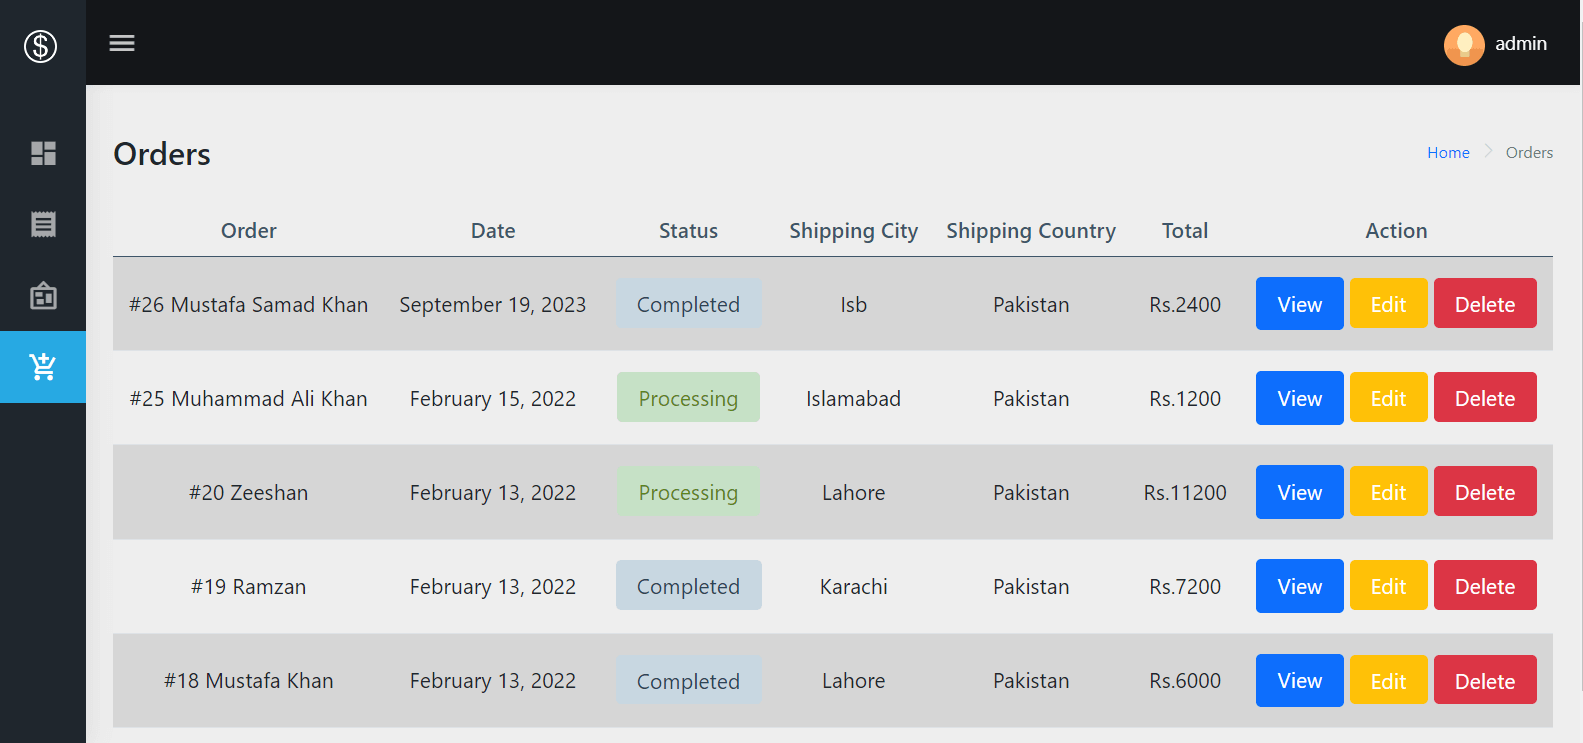 admin
Orders
Home Orders
Order Date Status Shipping City Shipping Country Total Action
#26 Mustafa Samad Khan September 19, 2023 Completed Isb Pakistan Rs.2400 View Edit Delete
#25 Muhammad Ali Khan February 15, 2022 Processing Islamabad Pakistan Rs.1200 View Edit Delete
#20 Zeeshan February 13, 2022 Processing Lahore Pakistan Rs.11200 View Edit Delete
#19 Ramzan February 13, 2022 Completed Karachi Pakistan Rs.7200 View Edit Delete
#18 Mustafa Khan February 13, 2022 Completed Lahore Pakistan Rs.6000 View Edit Delete